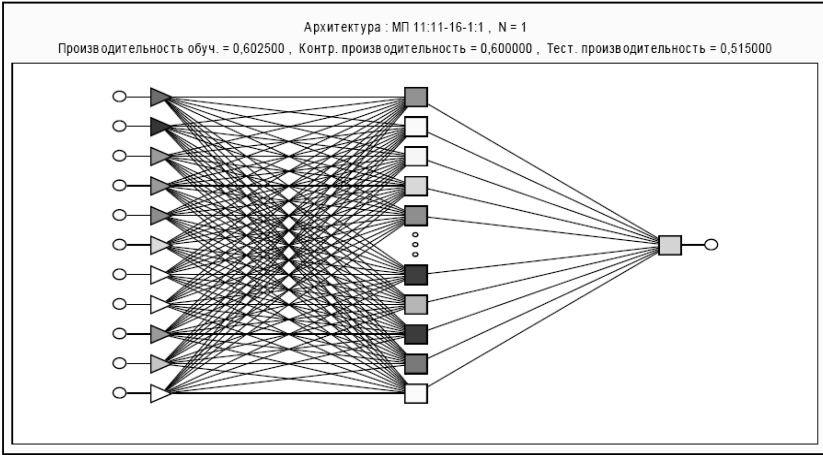 Архитектура : МП 11:11-16-1:1 , N = 1
Производительность обуч. = 0,602500 , Контр. производительность = 0,600000 , Тест. производительность = 0,515000